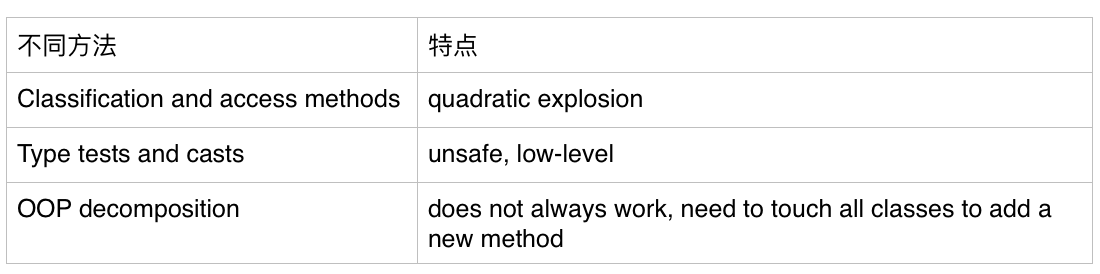 不同方法
特点
Classification and access methods
quadratic explosion
Type tests and casts
unsafe, low-level
OOP decomposition
does not always work, need to touch all classes to add a
new method